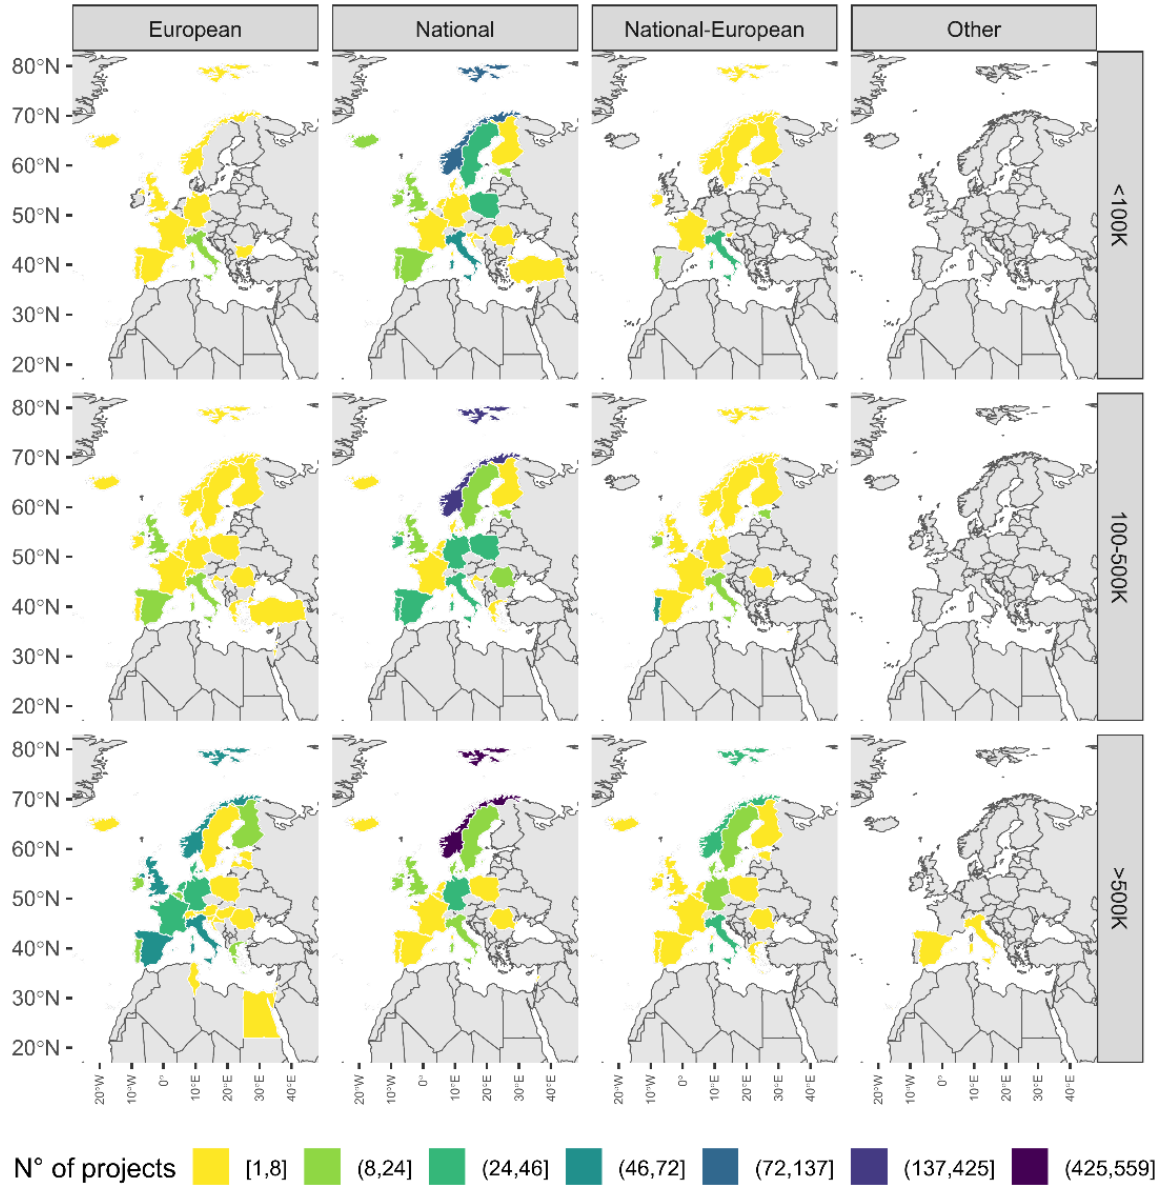 European National National-European Other
80°N
70°N
60°N
50°N
40°N
30°N
20°N
<100K
80°N
70°N
60°N
50°N
40°N
30°N
20°N
100-500K
80°N
70°N
60°N
50°N
40°N
30°N
20°N
>500K
20°W 10°W 0° 10°E 20°E 30°E 40°E 20°W 10°W 0° 10°E 20°E 30°E 40°E 20°W 10°W 0° 10°E 20°E 30°E 40°E 20°W 10°W 0° 10°E 20°E 30°E 40°E
N° of projects [1,8] (8,24] (24,46] (46,72] (72,137] (137,425] (425,559]